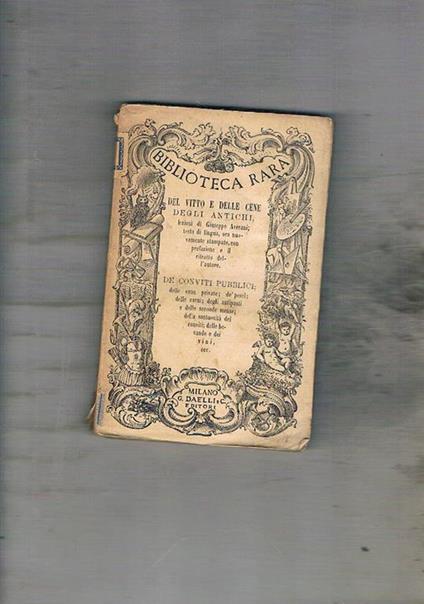 BIBLIOTECA RARA
DEL VITTO E DELLE CENE
DEGLI ANTICHI,
lezioni di Giuseppe Averani;
testo di lingua, ora nuo-
vamente stampato, con
prefazione e il
ritratto del-
l'autore.
DE' CONVITI PUBBLICI;
delle cene private; de' pesci;
delle carni; degli antipasti
e delle seconde mense;
della sontuosità dei
conviti; delle be-
vande e dei
vini,
ecc.
MILANO
G. DAELLI e C.
EDITORI